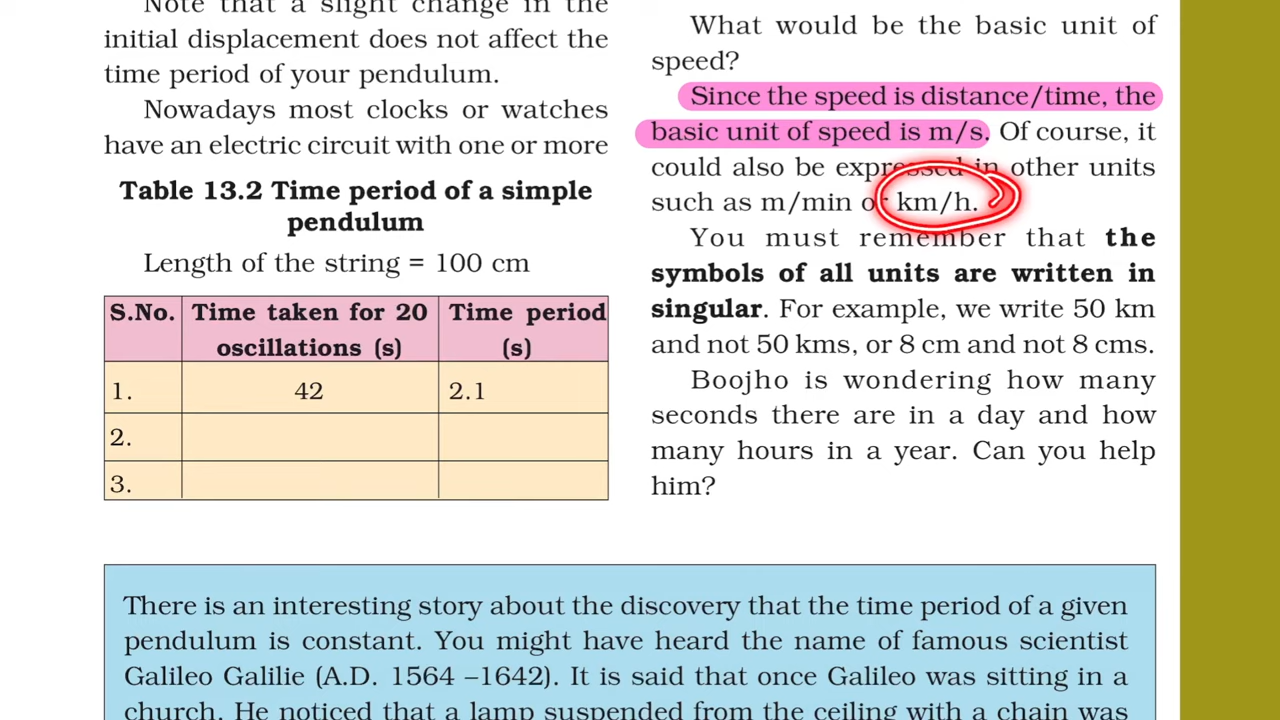 Note that a slight change in the
initial displacement does not affect the
time period of your pendulum.
Nowadays most clocks or watches
have an electric circuit with one or more
Table 13.2 Time period of a simple
pendulum
Length of the string = 100 cm
S.No. Time taken for 20 oscillations (s) Time period (s)
1. 42 2.1
2.
3.
What would be the basic unit of
speed?
Since the speed is distance/time, the
basic unit of speed is m/s. Of course, it
could also be expressed in other units
such as m/min or km/h.
You must remember that the
symbols of all units are written in
singular. For example, we write 50 km
and not 50 kms, or 8 cm and not 8 cms.
Boojho is wondering how many
seconds there are in a day and how
many hours in a year. Can you help
him?
There is an interesting story about the discovery that the time period of a given
pendulum is constant. You might have heard the name of famous scientist
Galileo Galilie (A.D. 1564 –1642). It is said that once Galileo was sitting in a
church. He noticed that a lamp suspended from the ceiling with a chain was